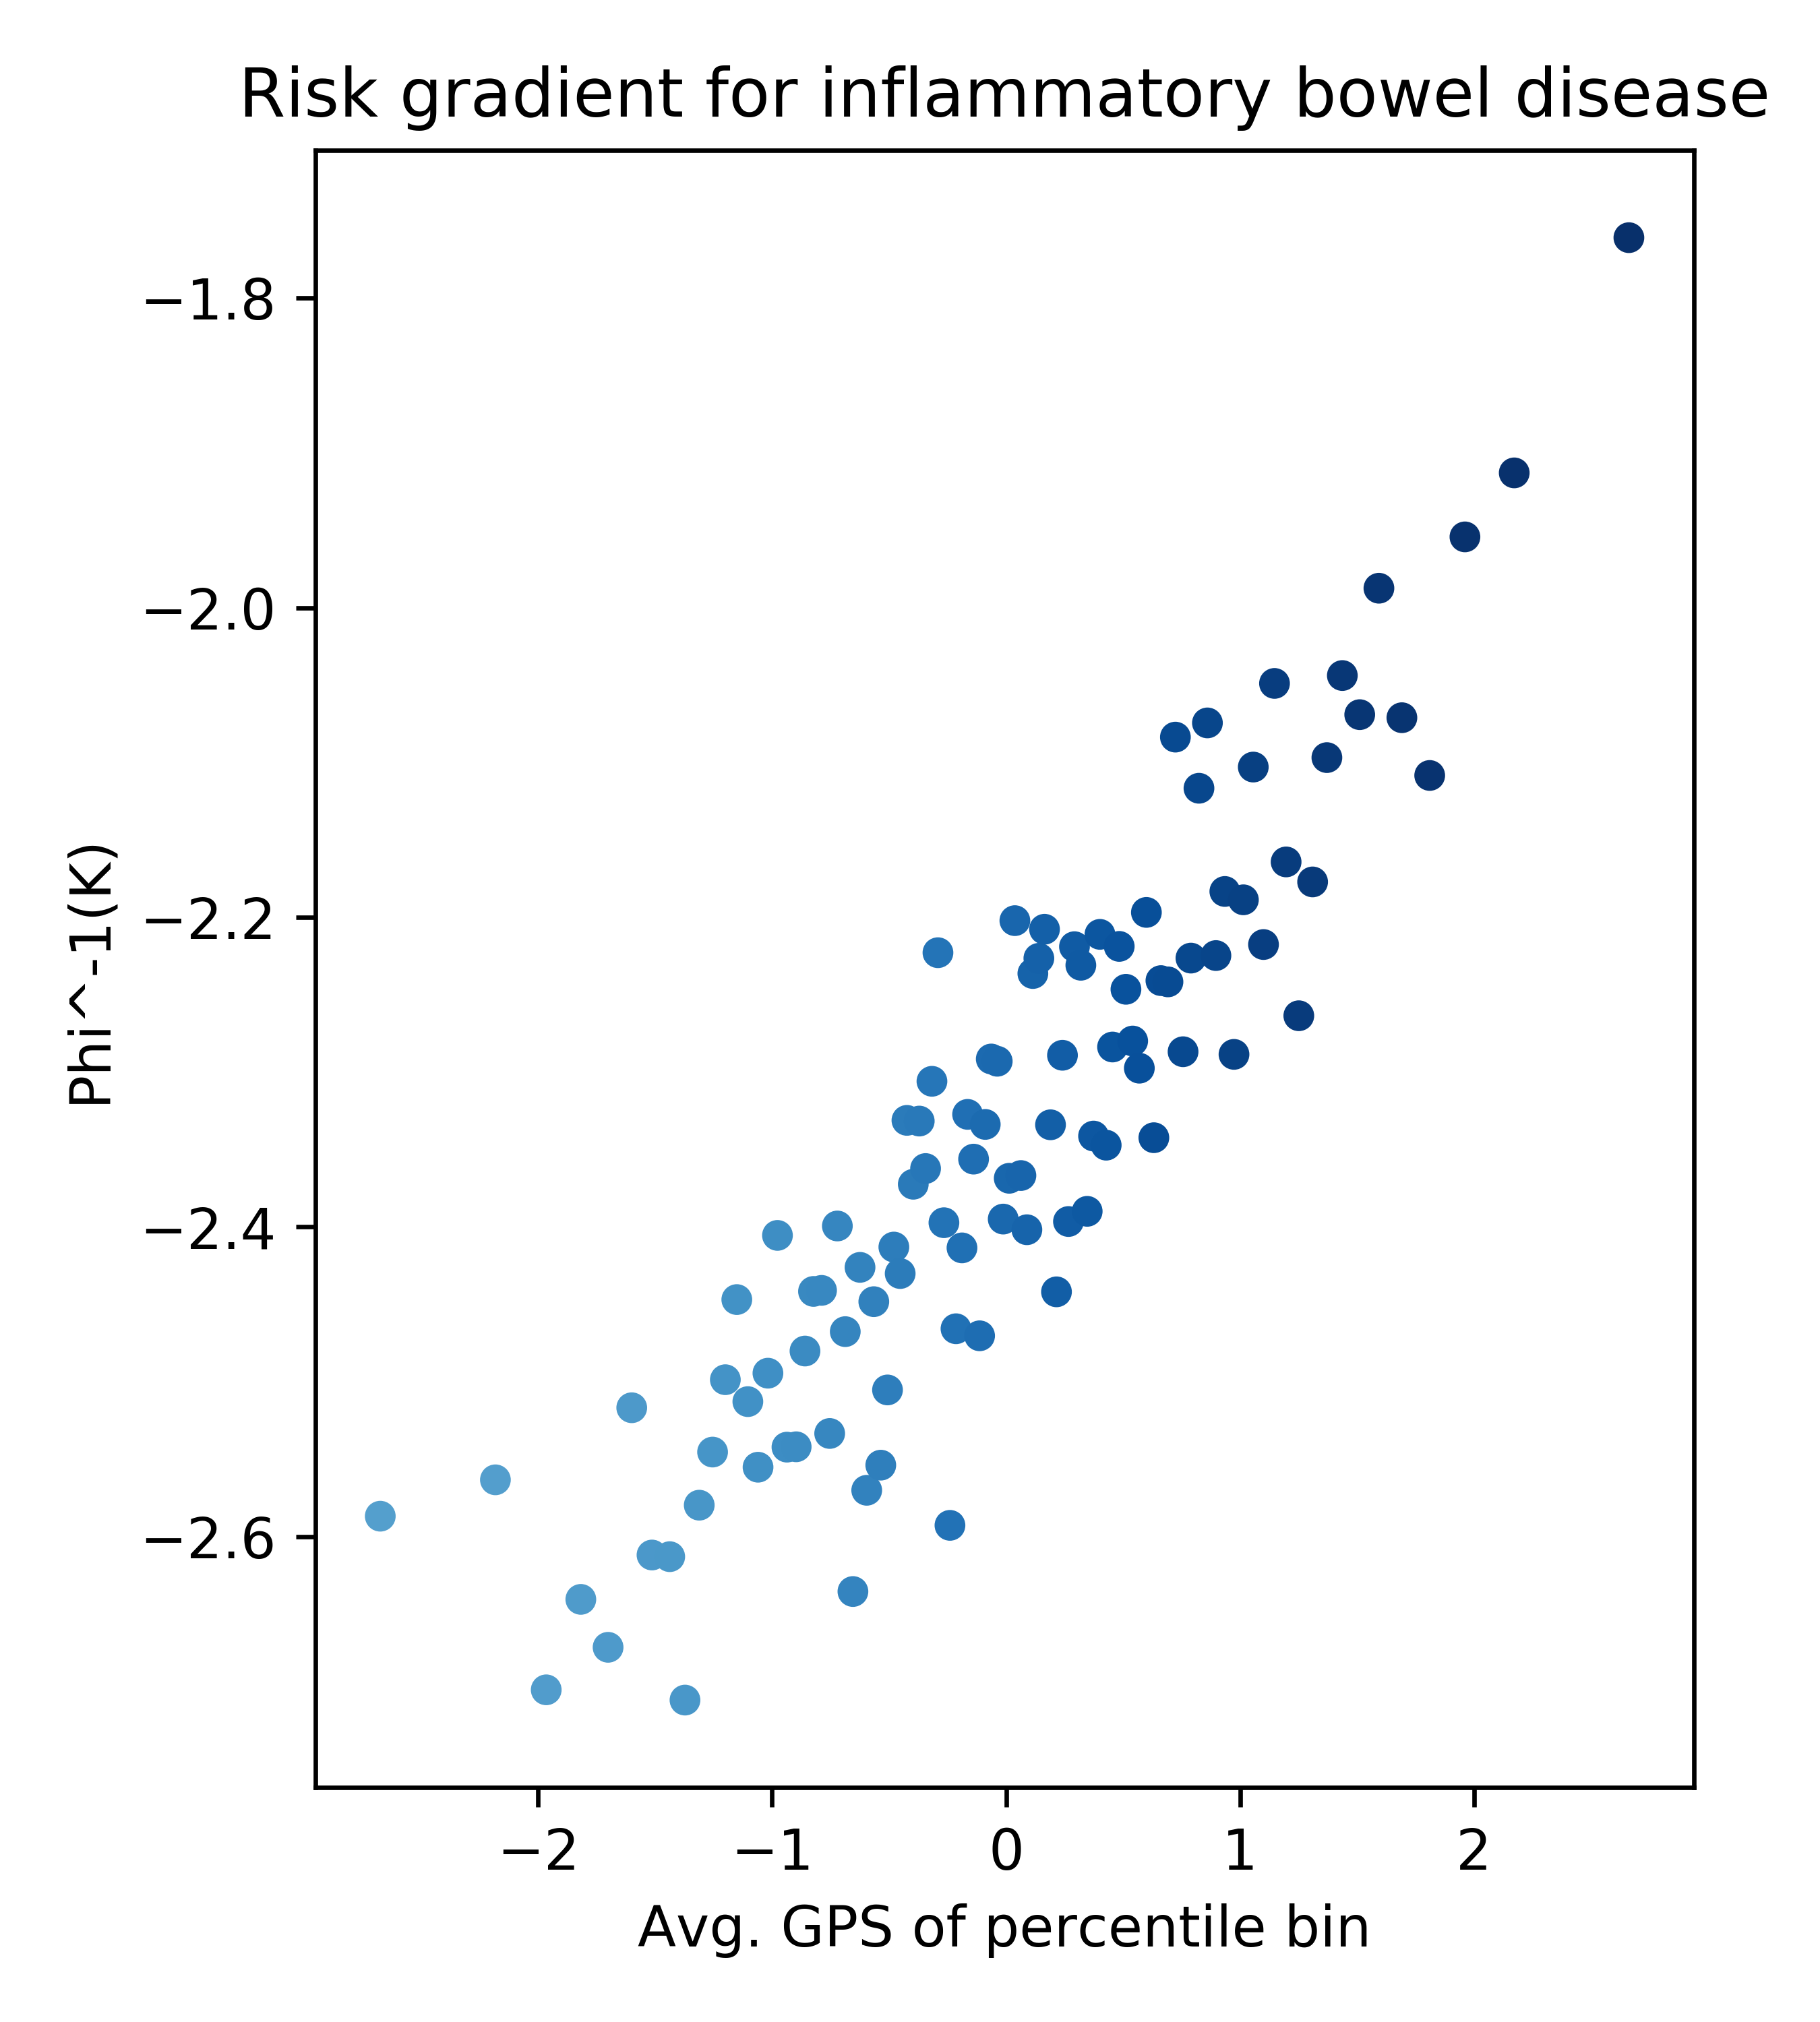 Risk gradient for inflammatory bowel disease
−1.8
−2.0
−2.2
−2.4
−2.6
Phi^-1(K)
−2 −1 0 1 2
Avg. GPS of percentile bin